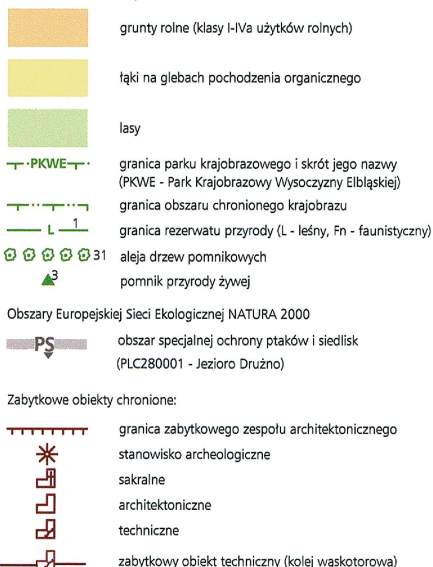 grunty rolne (klasy I-IVa użytków rolnych)
łąki na glebach pochodzenia organicznego
lasy
PKWE granica parku krajobrazowego i skrót jego nazwy
(PKWE - Park Krajobrazowy Wysoczyzny Elbląskiej)
granica obszaru chronionego krajobrazu
L 1 granica rezerwatu przyrody (L - leśny, Fn - faunistyczny)
31 aleja drzew pomnikowych
3 pomnik przyrody żywej
Obszary Europejskiej Sieci Ekologicznej NATURA 2000
PS obszar specjalnej ochrony ptaków i siedlisk
(PLC280001 - Jezioro Drużno)
Zabytkowe obiekty chronione:
granica zabytkowego zespołu architektonicznego
stanowisko archeologiczne
sakralne
architektoniczne
techniczne
zabytkowy obiekt techniczny (kolej wąskotorowa)